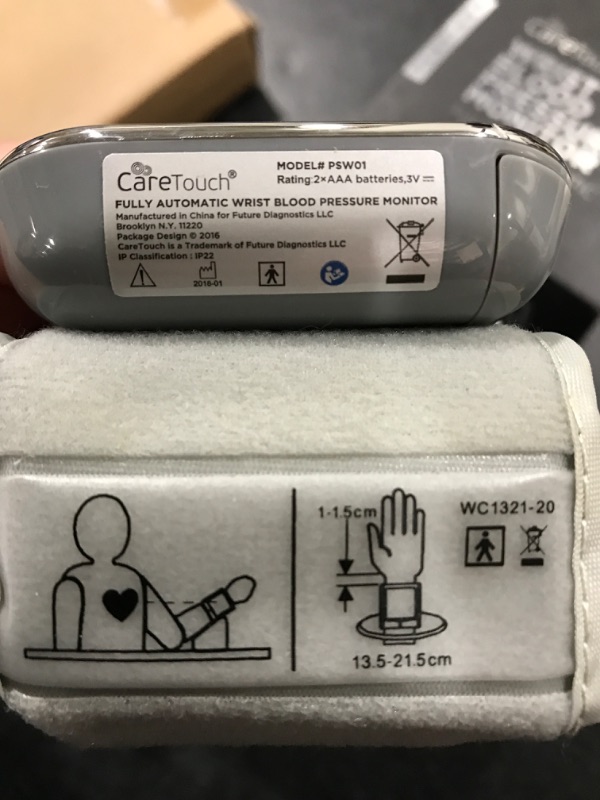 CareTouch®
MODEL# PSW01
Rating:2×AAA batteries,3V
FULLY AUTOMATIC WRIST BLOOD PRESSURE MONITOR
Manufactured in China for Future Diagnostics LLC
Brooklyn N.Y. 11220
Package Design © 2016
CareTouch is a Trademark of Future Diagnostics LLC
IP Classification : IP22
2016-01
1-1.5cm
WC1321-20
13.5-21.5cm